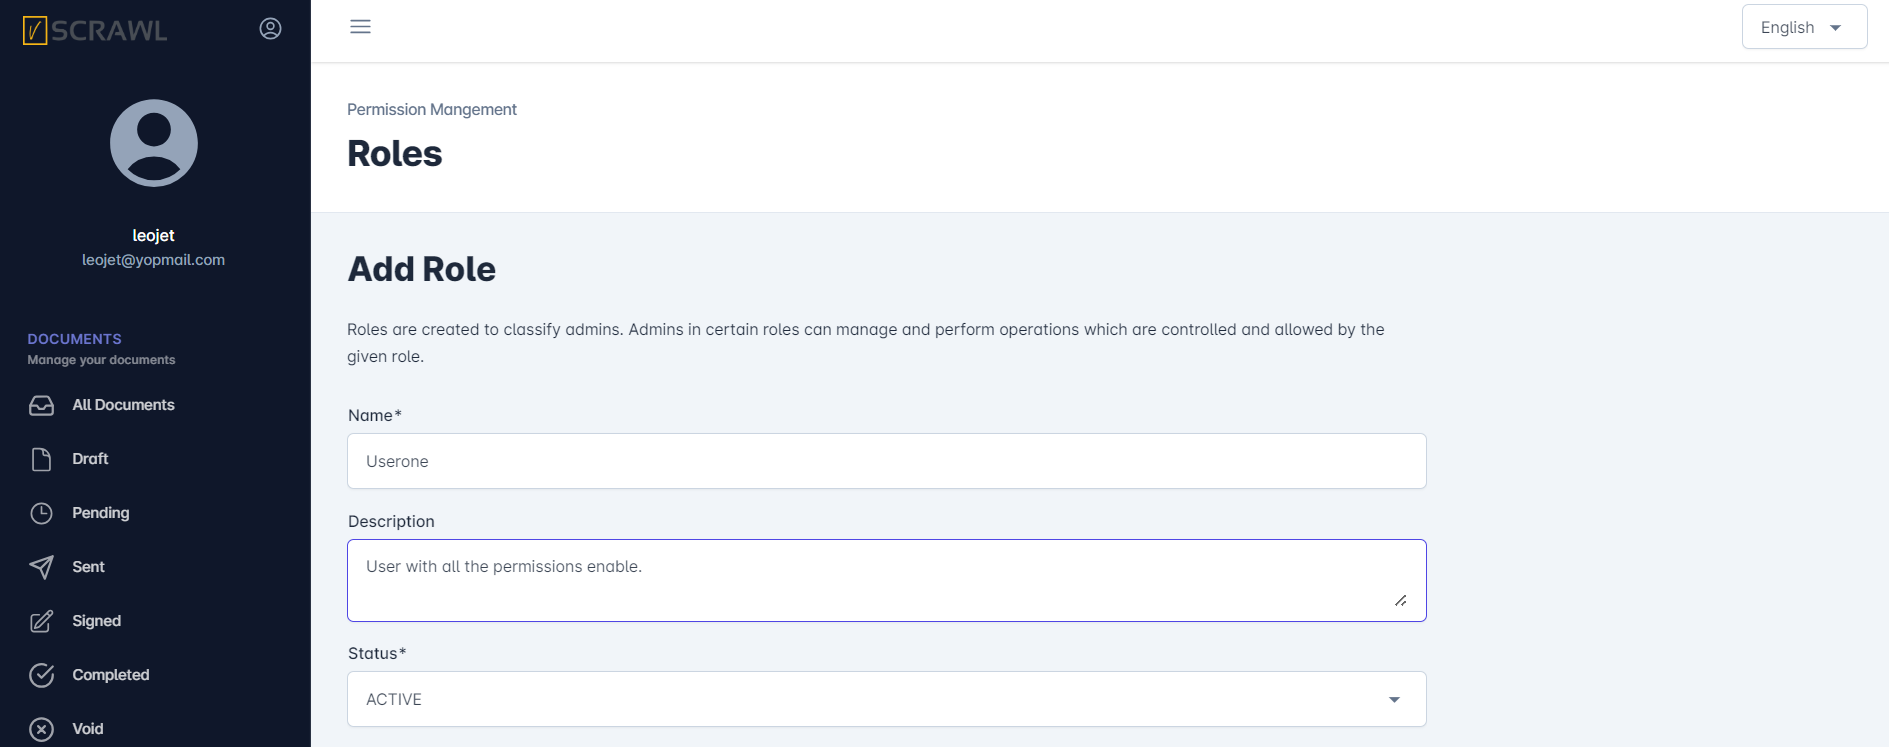 SCRAWL
English
leojet
leojet@yopmail.com
DOCUMENTS
Manage your documents
All Documents
Draft
Pending
Sent
Signed
Completed
Void
Permission Mangement
Roles
Add Role
Roles are created to classify admins. Admins in certain roles can manage and perform operations which are controlled and allowed by the
given role.
Name*
Userone
Description
User with all the permissions enable.
Status*
ACTIVE